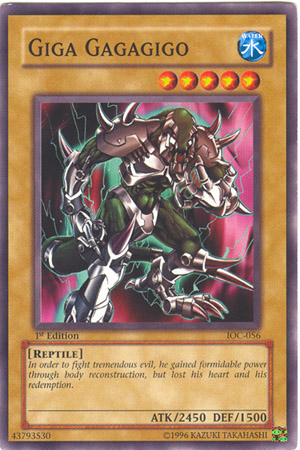 GIGA GAGAGIGO
WATER
水
1st Edition
IOC-056
[REPTILE]
In order to fight tremendous evil, he gained formidable power
through body reconstruction, but lost his heart and his
redemption.
ATK/2450 DEF/1500
43793530
©1996 KAZUKI TAKAHASHI